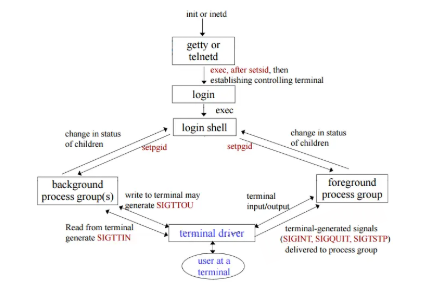 init or inetd
getty or
telnetd
exec, after setsid, then
establishing controlling terminal
login
exec
login shell
change in status
of children
setpgid
setpgid
change in status
of children
background
process group(s)
foreground
process group
write to terminal may
generate SIGTTOU
terminal
input/output
Read from terminal
generate SIGTTIN
terminal driver
terminal-generated signals
(SIGINT, SIGQUIT, SIGTSTP)
delivered to process group
user at a
terminal